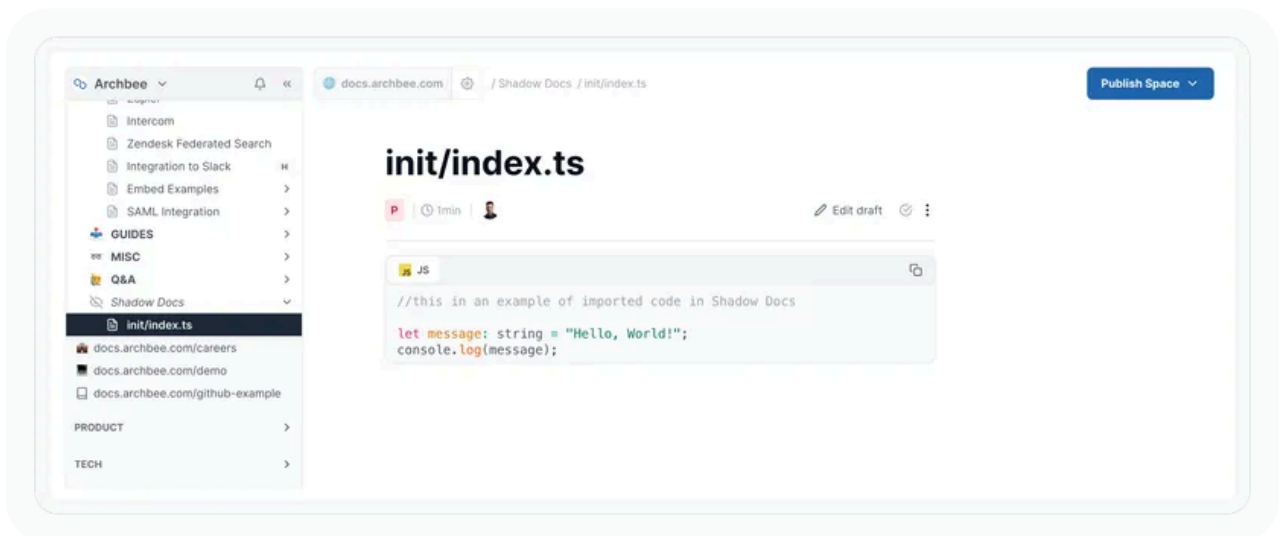 Archbee
docs.archbee.com
/ Shadow Docs / init/index.ts
Publish Space
Intercom
Zendesk Federated Search
Integration to Slack
Embed Examples
SAML Integration
GUIDES
MISC
Q&A
Shadow Docs
init/index.ts
docs.archbee.com/careers
docs.archbee.com/demo
docs.archbee.com/github-example
PRODUCT
TECH
init/index.ts
P
1min
Edit draft
JS JS
//this in an example of imported code in Shadow Docs
let message: string = "Hello, World!";
console.log(message);